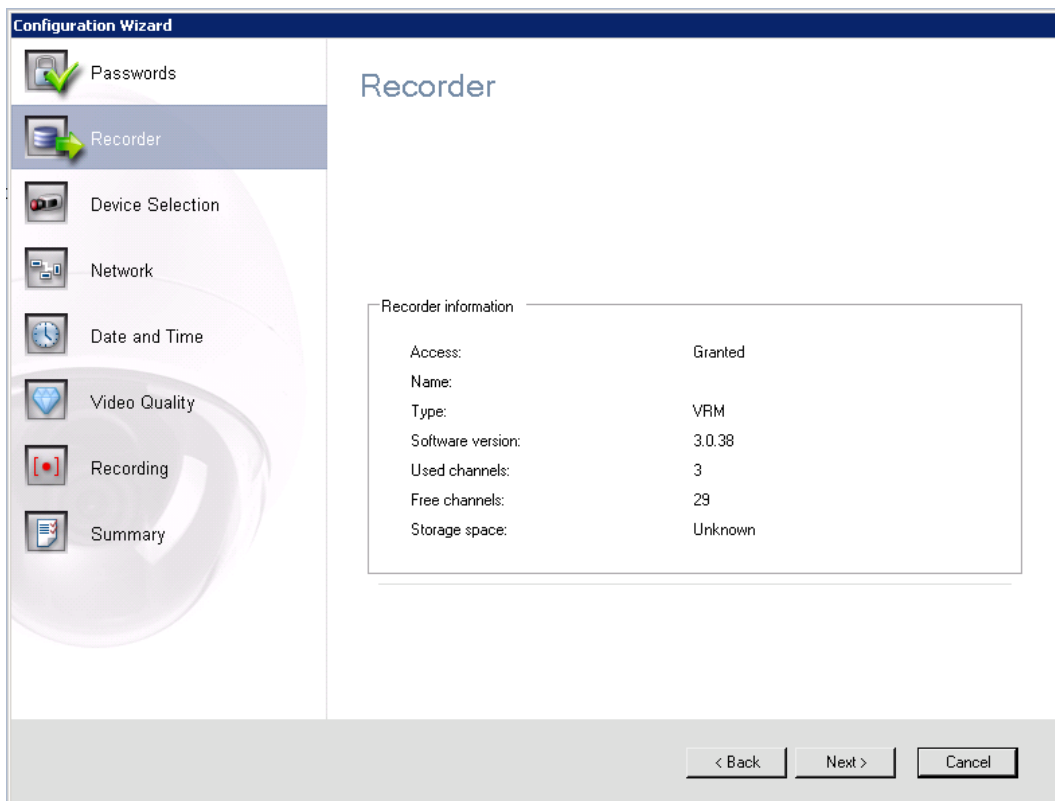 Configuration Wizard
Passwords
Recorder
Device Selection
Network
Date and Time
Video Quality
Recording
Summary
Recorder
Recorder information
Access: Granted
Name:
Type: VRM
Software version: 3.0.38
Used channels: 3
Free channels: 29
Storage space: Unknown
< Back Next > Cancel